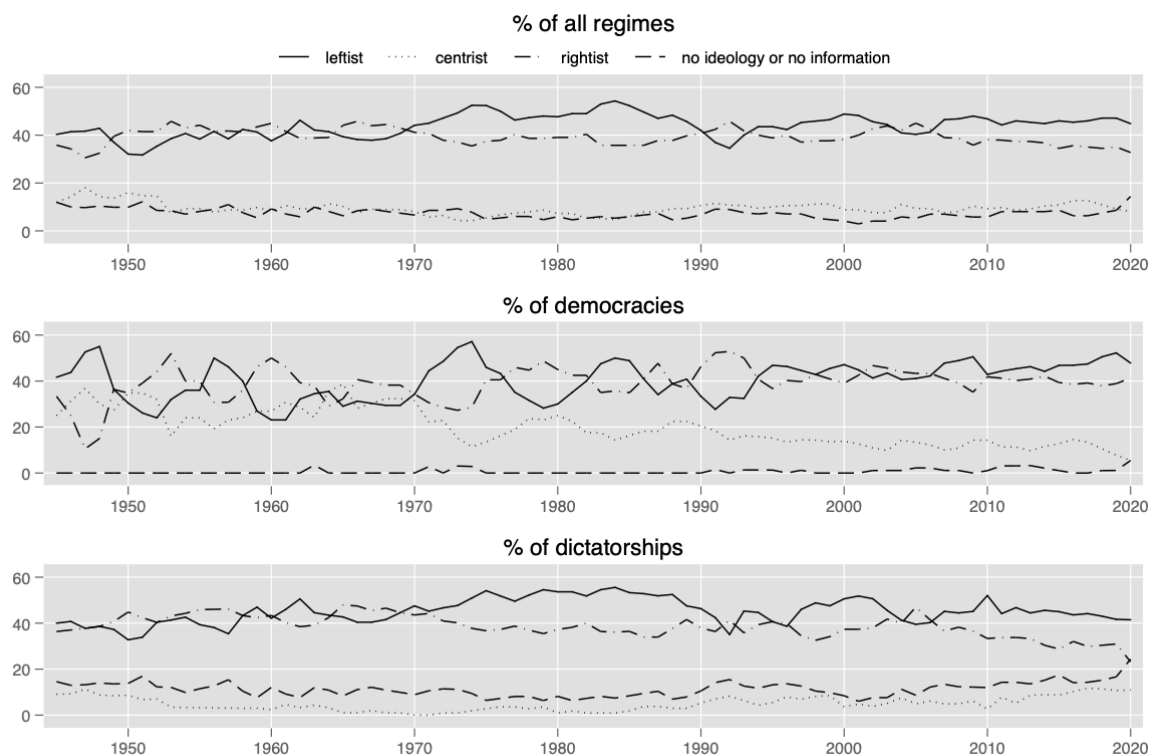 % of all regimes
leftist centrist rightist no ideology or no information
60
40
20
0
1950 1960 1970 1980 1990 2000 2010 2020
% of democracies
60
40
20
0
1950 1960 1970 1980 1990 2000 2010 2020
% of dictatorships
60
40
20
0
1950 1960 1970 1980 1990 2000 2010 2020